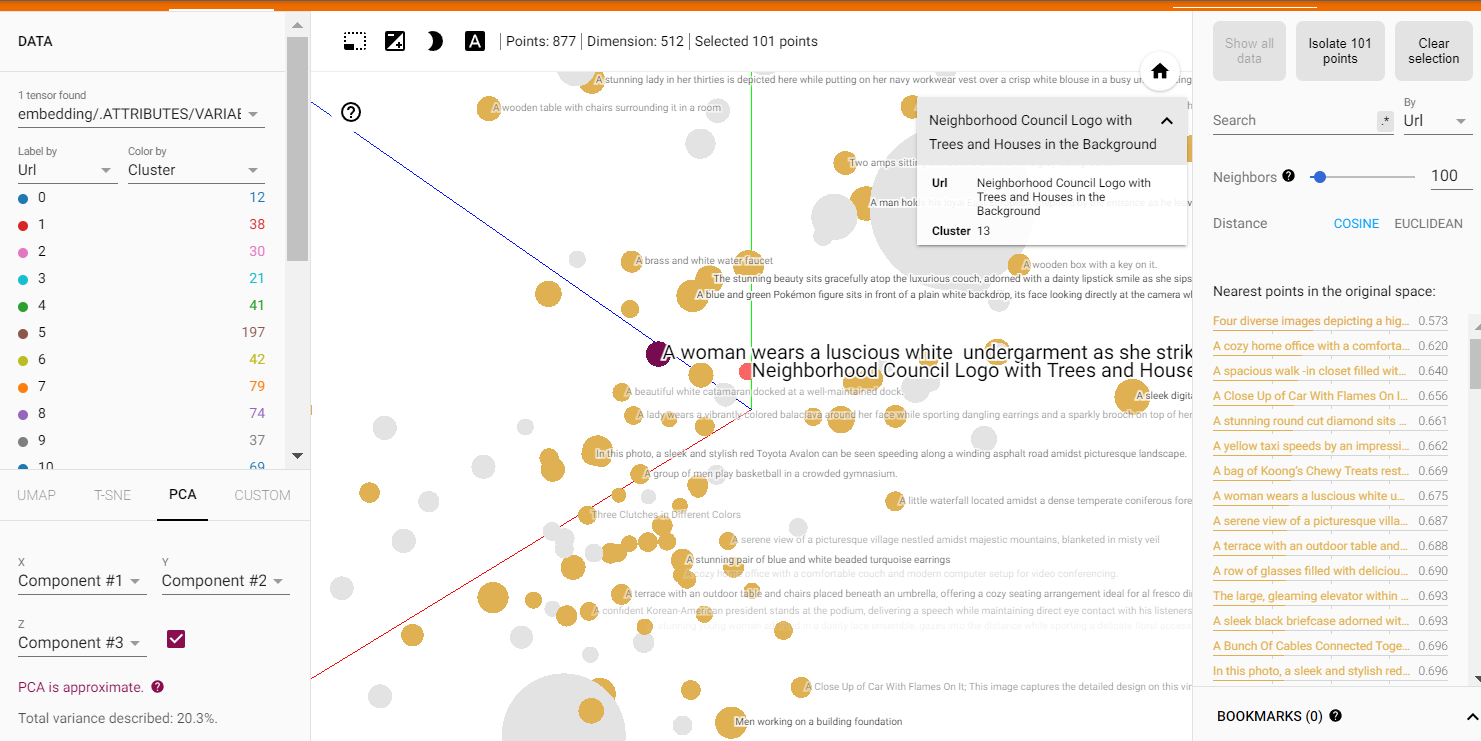 DATA
1 tensor found
embedding/.ATTRIBUTES/VARIAE
Label by
Color by
Url
Cluster
0 12
1 38
2 30
3 21
4 41
5 197
6 42
7 79
8 74
9 37
10 69
UMAP T-SNE PCA CUSTOM
X
Y
Component #1
Component #2
Z
Component #3
PCA is approximate.
Total variance described: 20.3%.
A
Points: 877
Dimension: 512
Selected 101 points
A stunning lady in her thirties is depicted here while putting on her navy workwear vest over a crisp white blouse in a busy
A wooden table with chairs surrounding it in a room
Neighborhood Council Logo with
Trees and Houses in the Background
Url
Neighborhood Council Logo with
Trees and Houses in the
Background
Cluster 13
Two amps
A man
A brass and white water faucet
A wooden box with a key on it.
The stunning beauty sits gracefully atop the luxurious couch, adorned with a dainty lipstick smile as she sips
A blue and green Pokémon figure sits in front of a plain white backdrop, its face looking directly at the camera
A woman wears a luscious white undergarment as she strik
Neighborhood Council Logo with Trees and House
A beautiful white catamaran docked at a well-maintained dock.
A sleek digita
A lady wears a vibrantly colored balaclava around her face while sporting dangling earrings and a sparkly brooch on top of her
In this photo, a sleek and stylish red Toyota Avalon can be seen speeding along a winding asphalt road amidst picturesque landscape.
A group of men play basketball in a crowded gymnasium.
A little waterfall located amidst a dense temperate coniferous fore
Three Clutches in Different Colors
A serene view of a picturesque village nestled amidst majestic mountains, blanketed in misty veil
A stunning pair of blue and white beaded turquoise earrings
A cozy home office with a comfortable couch and modern computer setup for video conferencing.
A terrace with an outdoor table and chairs placed beneath an umbrella, offering a cozy seating arrangement ideal for al fresco di
A confident Korean-American president stands at the podium, delivering a speech while maintaining direct eye contact with his listeners
A Close Up of Car With Flames On It; This image captures the detailed design on this
Men working on a building foundation
Show all
data
Isolate 101
points
Clear
selection
Search
.*
By
Url
Neighbors
100
Distance
COSINE
EUCLIDEAN
Nearest points in the original space:
Four diverse images depicting a hig... 0.573
A cozy home office with a comforta... 0.620
A spacious walk -in closet filled wit... 0.640
A Close Up of Car With Flames On I... 0.656
A stunning round cut diamond sits ... 0.661
A yellow taxi speeds by an impressi... 0.662
A bag of Koong's Chewy Treats rest... 0.669
A woman wears a luscious white u... 0.675
A serene view of a picturesque villa... 0.687
A terrace with an outdoor table and... 0.688
A row of glasses filled with deliciou... 0.690
The large, gleaming elevator within ... 0.693
A sleek black briefcase adorned wit... 0.693
A Bunch Of Cables Connected Toge... 0.696
In this photo, a sleek and stylish red... 0.696
BOOKMARKS (0)